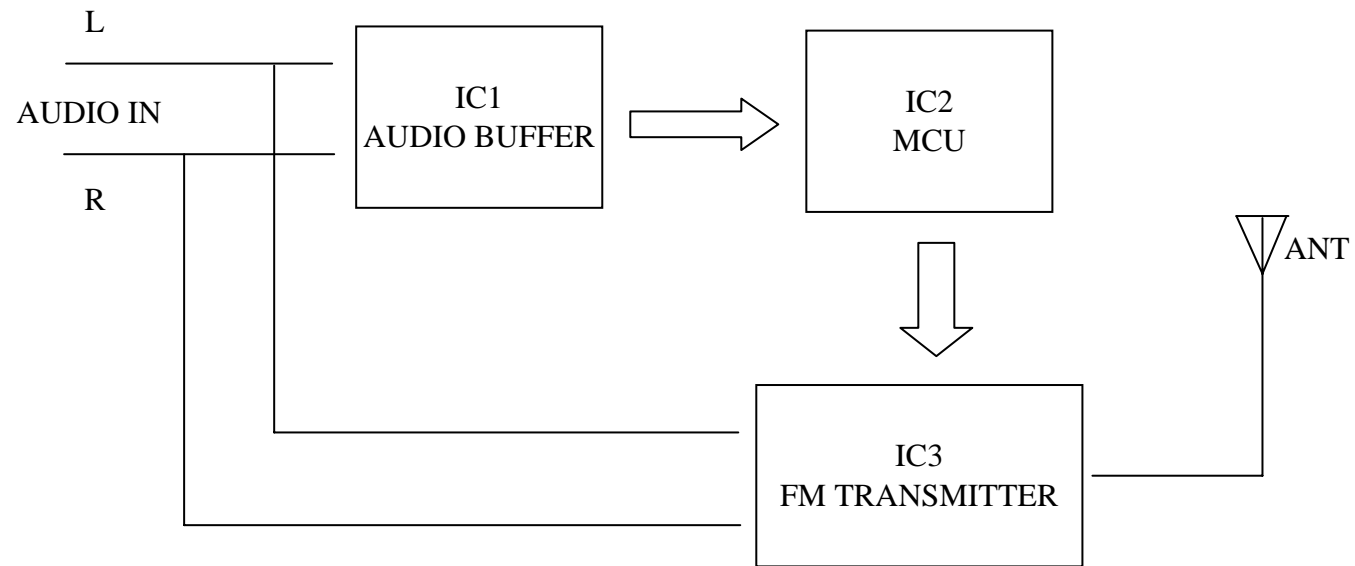 L
AUDIO IN
R
IC1
AUDIO BUFFER
IC2
MCU
ANT
IC3
FM TRANSMITTER